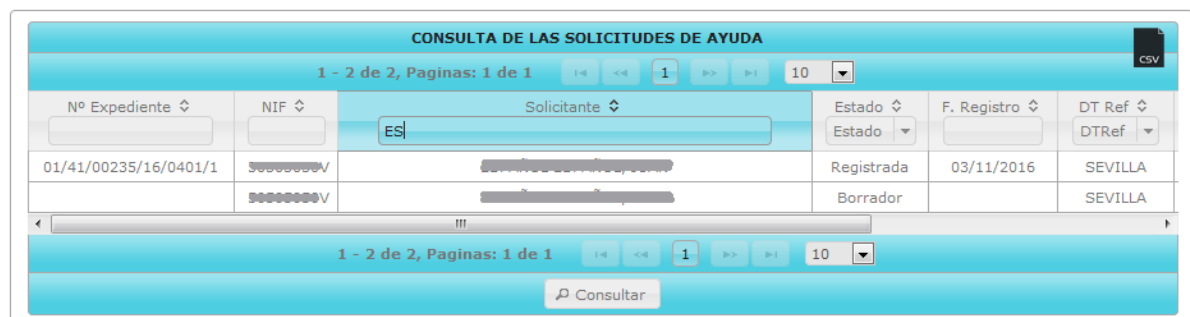 CONSULTA DE LAS SOLICITUDES DE AYUDA
CSV
1 - 2 de 2, Paginas: 1 de 1 1 10
Nº Expediente NIF Solicitante Estado F. Registro DT Ref
ES Estado DTRef
01/41/00235/16/0401/1 V Registrada 03/11/2016 SEVILLA
V Borrador SEVILLA
1 - 2 de 2, Paginas: 1 de 1 1 10
Consultar